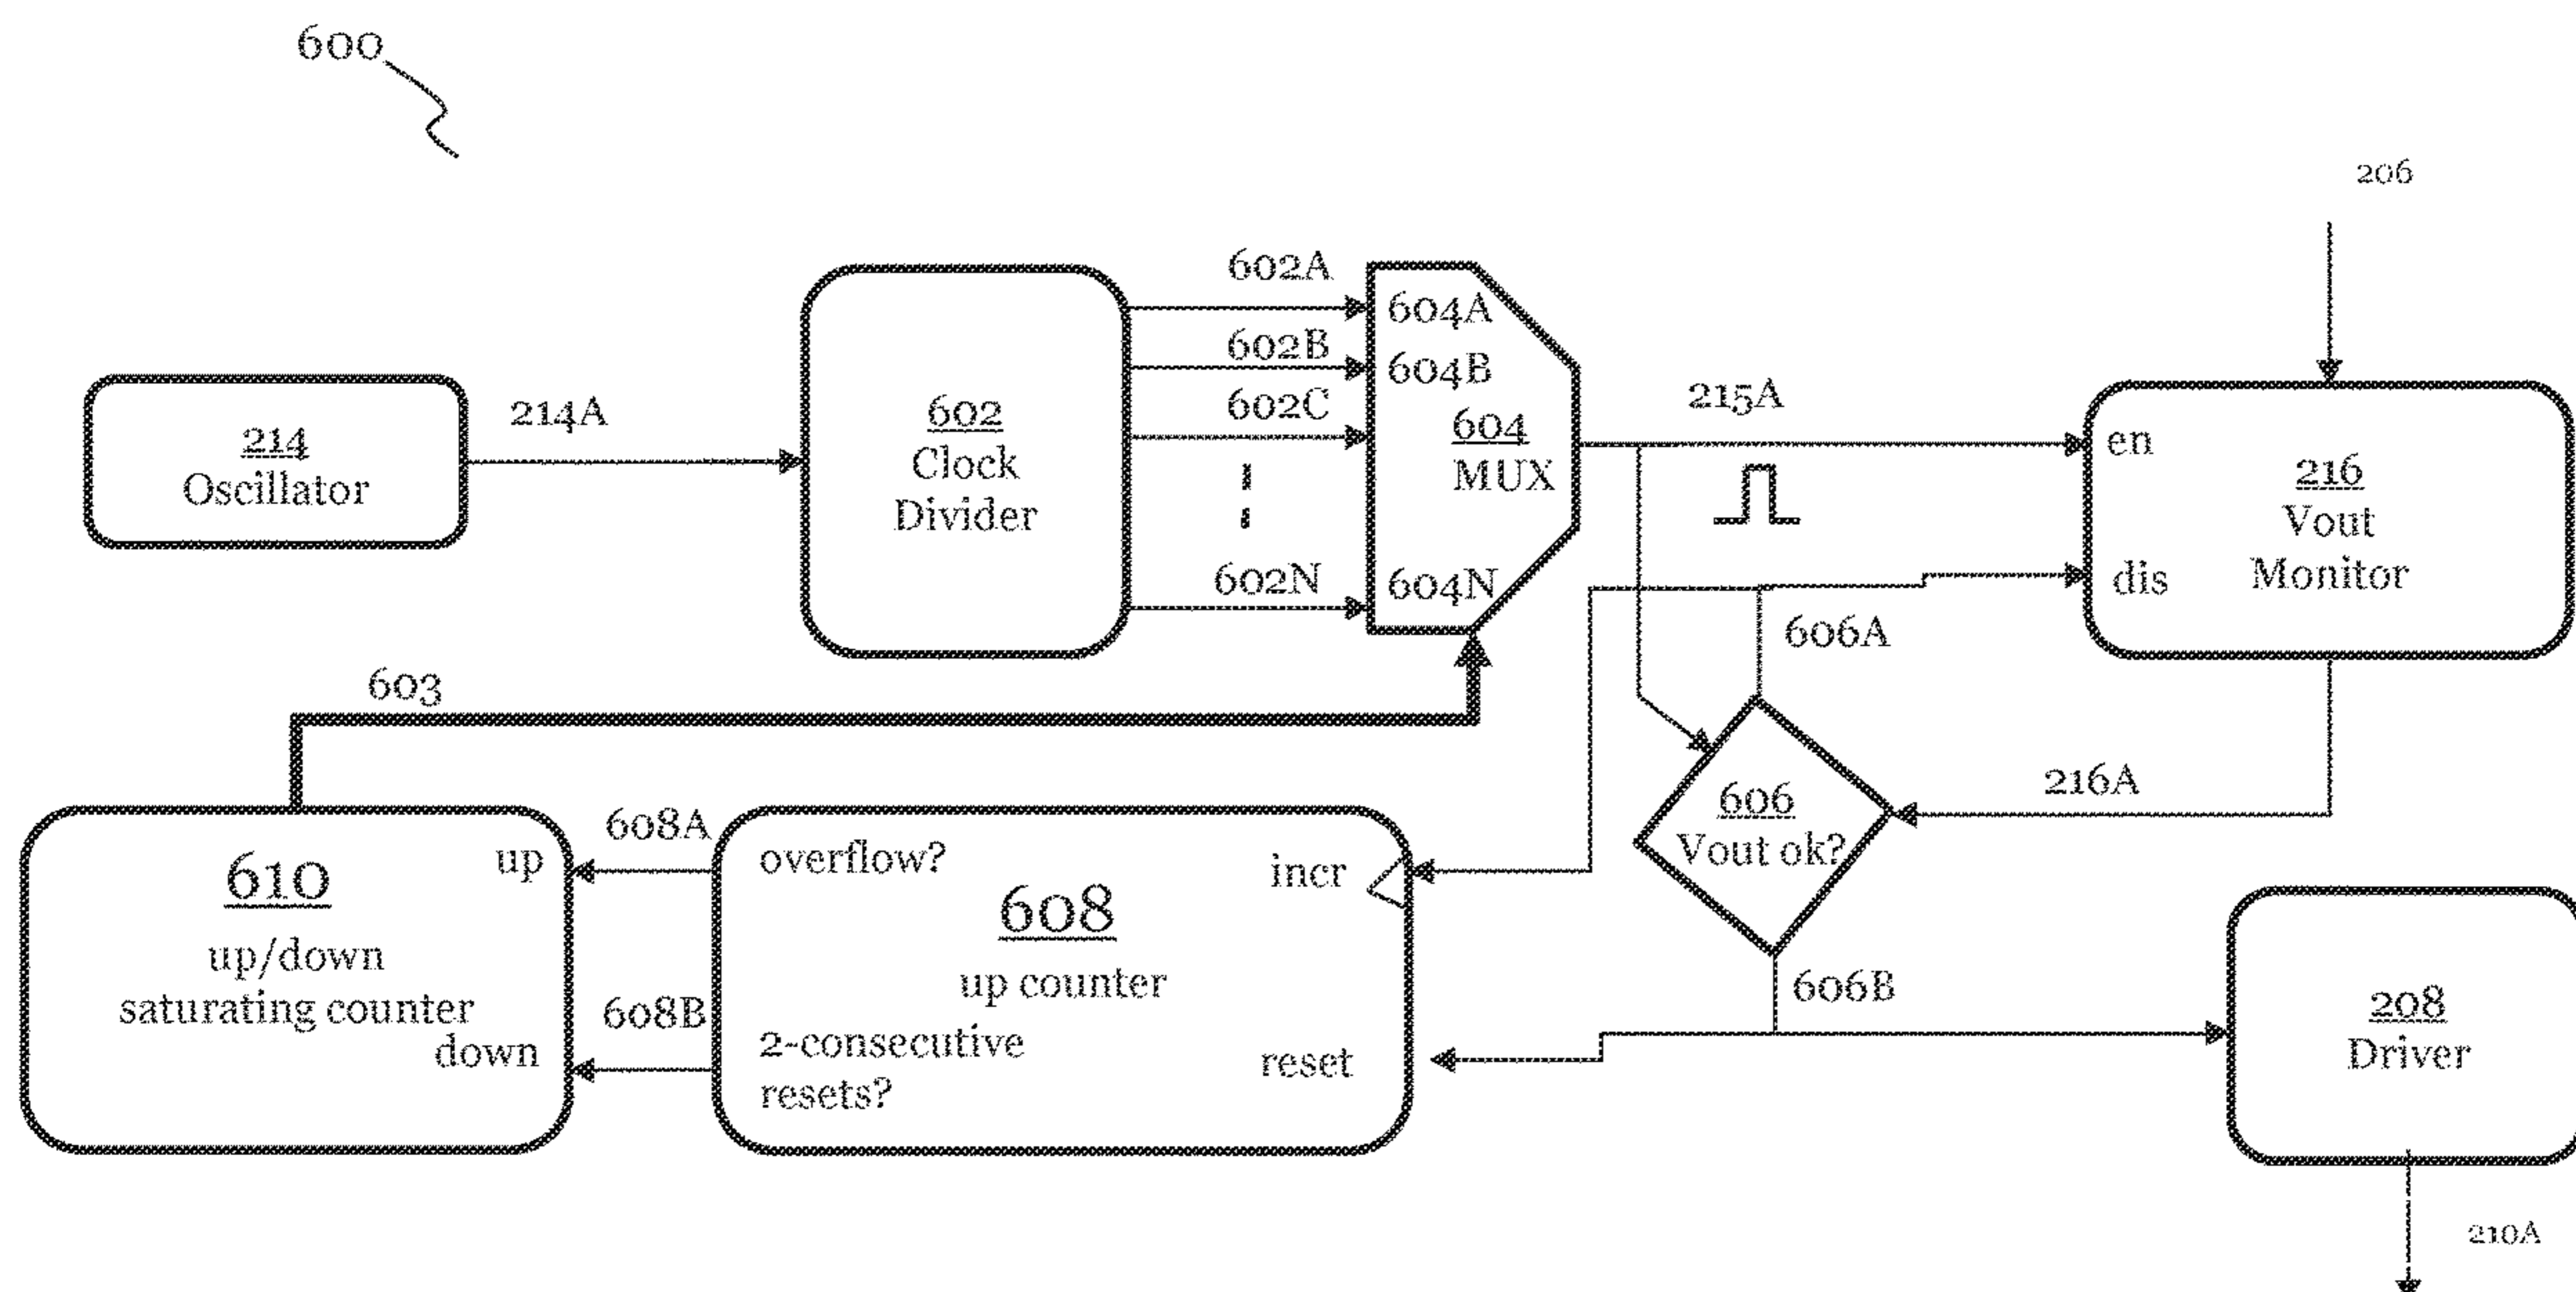 600
206
602A
604A
602B
604B
602C
602
Clock
Divider
604
MUX
215A
214
Oscillator
214A
en
216
Vout
Monitor
dis
602N
604N
606A
603
216A
606
Vout ok?
608A
overflow?
incr
up
610
up/down
saturating counter
down
608
up counter
608B
2-consecutive
resets?
reset
606B
208
Driver
210A